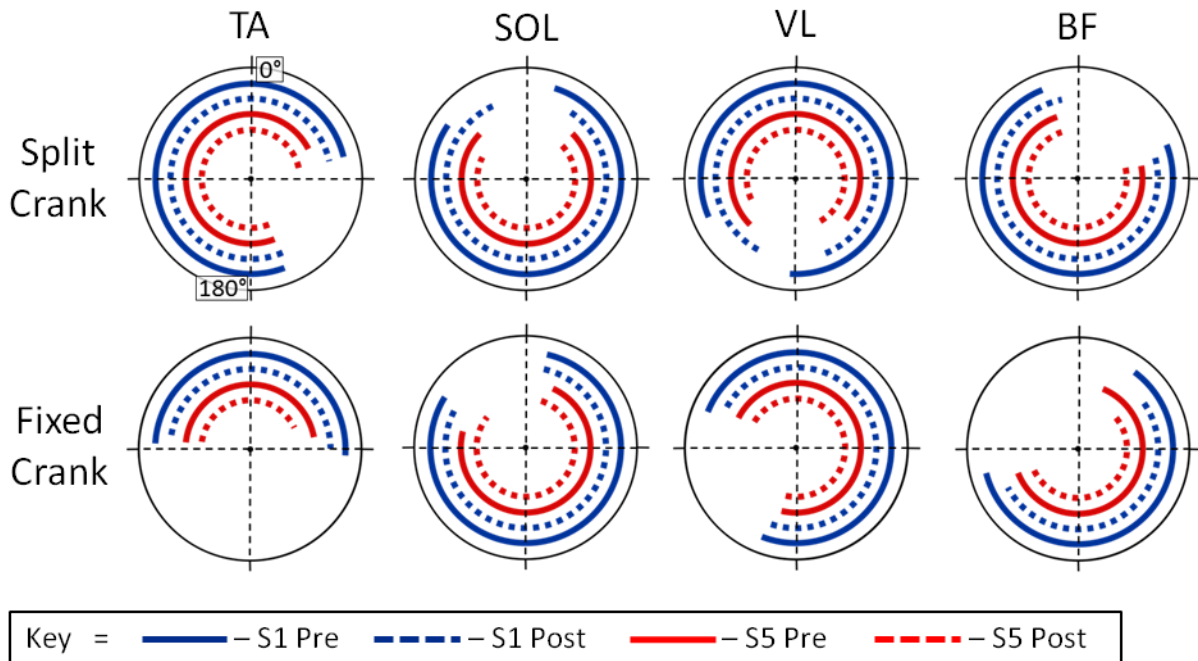 TA SOL VL BF
0°
Split
Crank
180°
Fixed
Crank
Key = – S1 Pre – S1 Post – S5 Pre – S5 Post